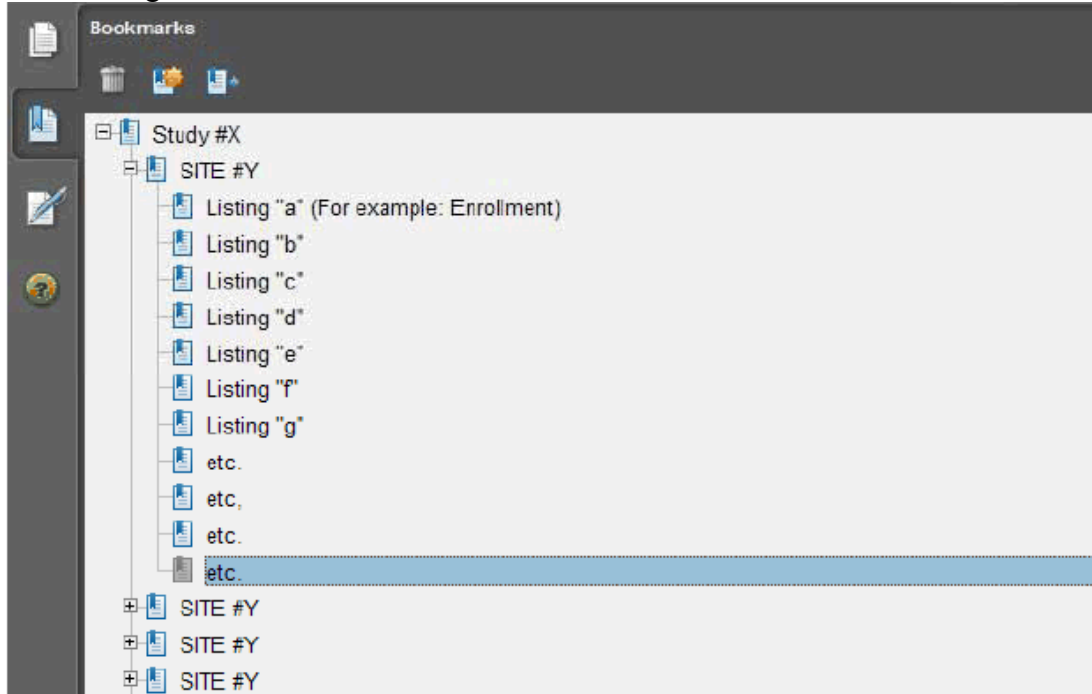 Bookmarks
Study #X
SITE #Y
Listing "a" (For example: Enrollment)
Listing "b"
Listing "c"
Listing "d"
Listing "e"
Listing "f"
Listing "g"
etc.
etc,
etc.
etc.
SITE #Y
SITE #Y
SITE #Y